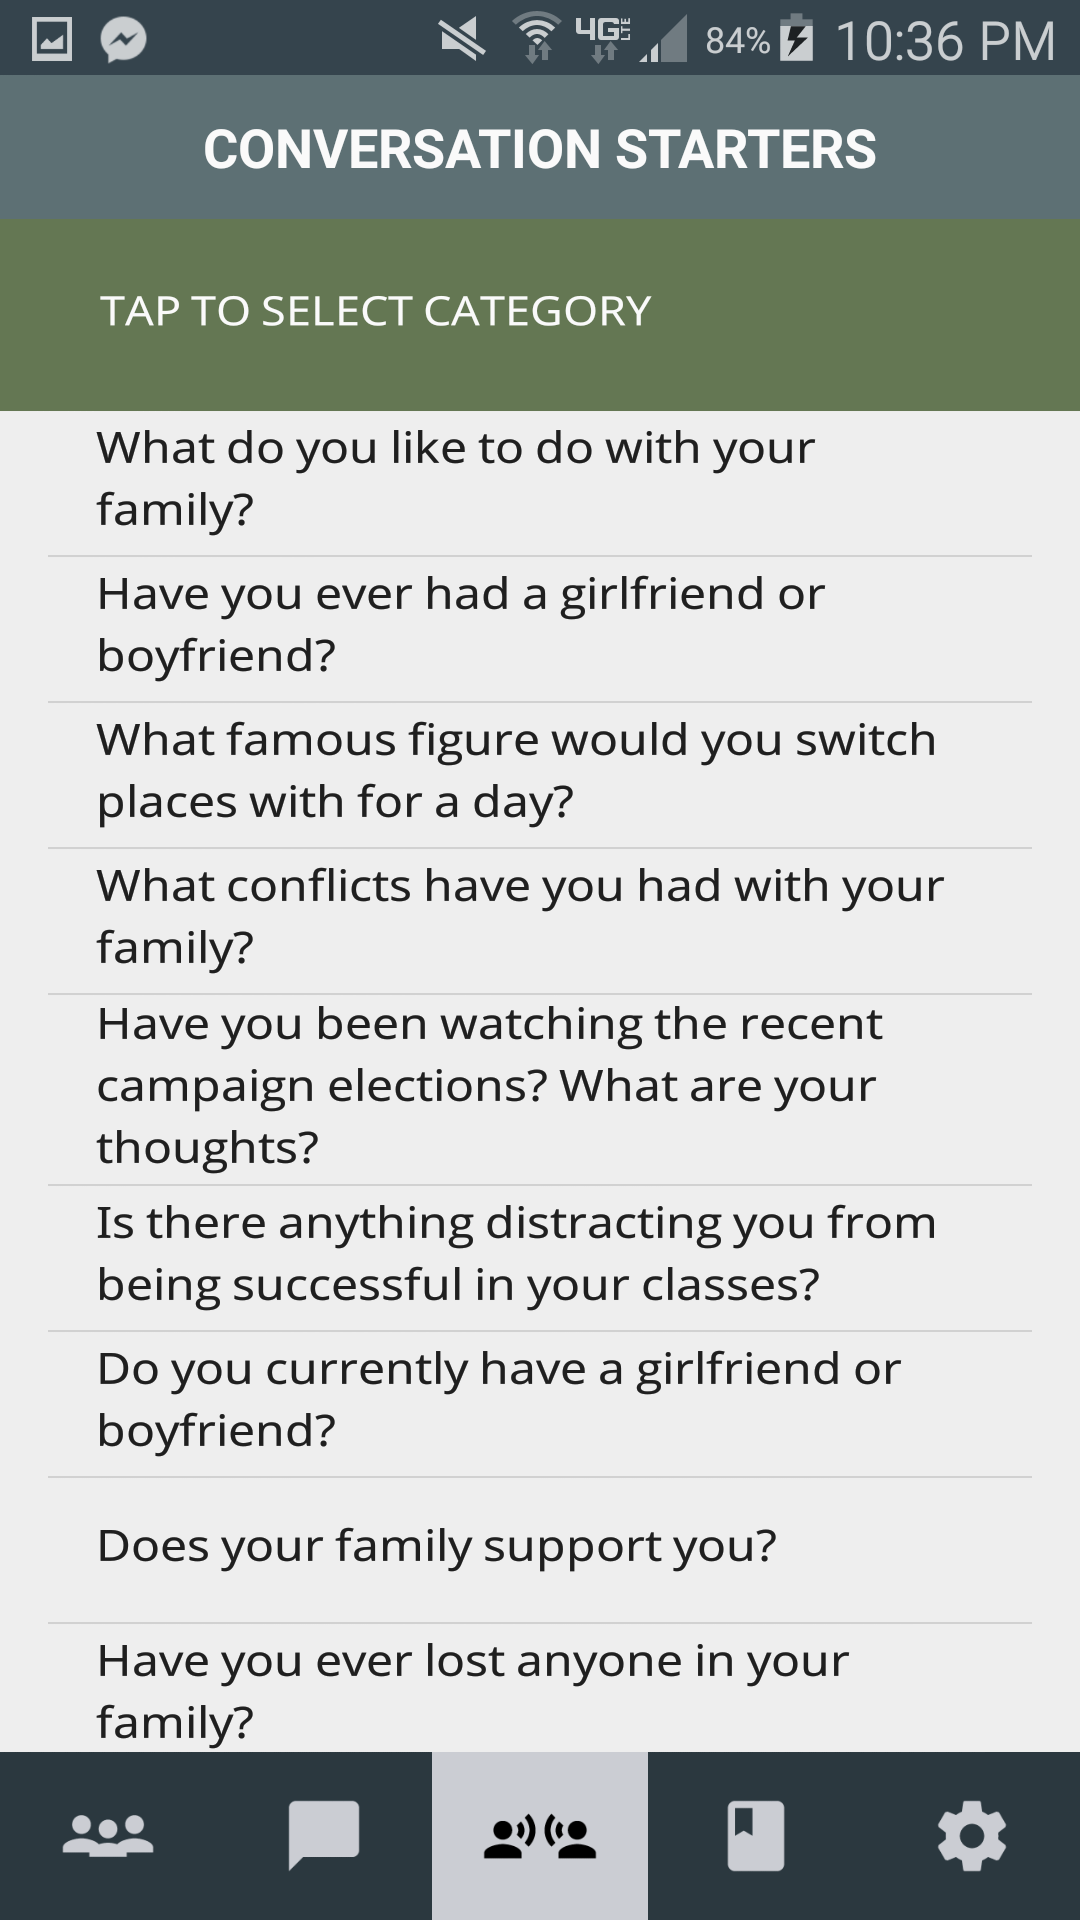 4G LTE 84% 10:36 PM
CONVERSATION STARTERS
TAP TO SELECT CATEGORY
What do you like to do with your
family?
Have you ever had a girlfriend or
boyfriend?
What famous figure would you switch
places with for a day?
What conflicts have you had with your
family?
Have you been watching the recent
campaign elections? What are your
thoughts?
Is there anything distracting you from
being successful in your classes?
Do you currently have a girlfriend or
boyfriend?
Does your family support you?
Have you ever lost anyone in your
family?